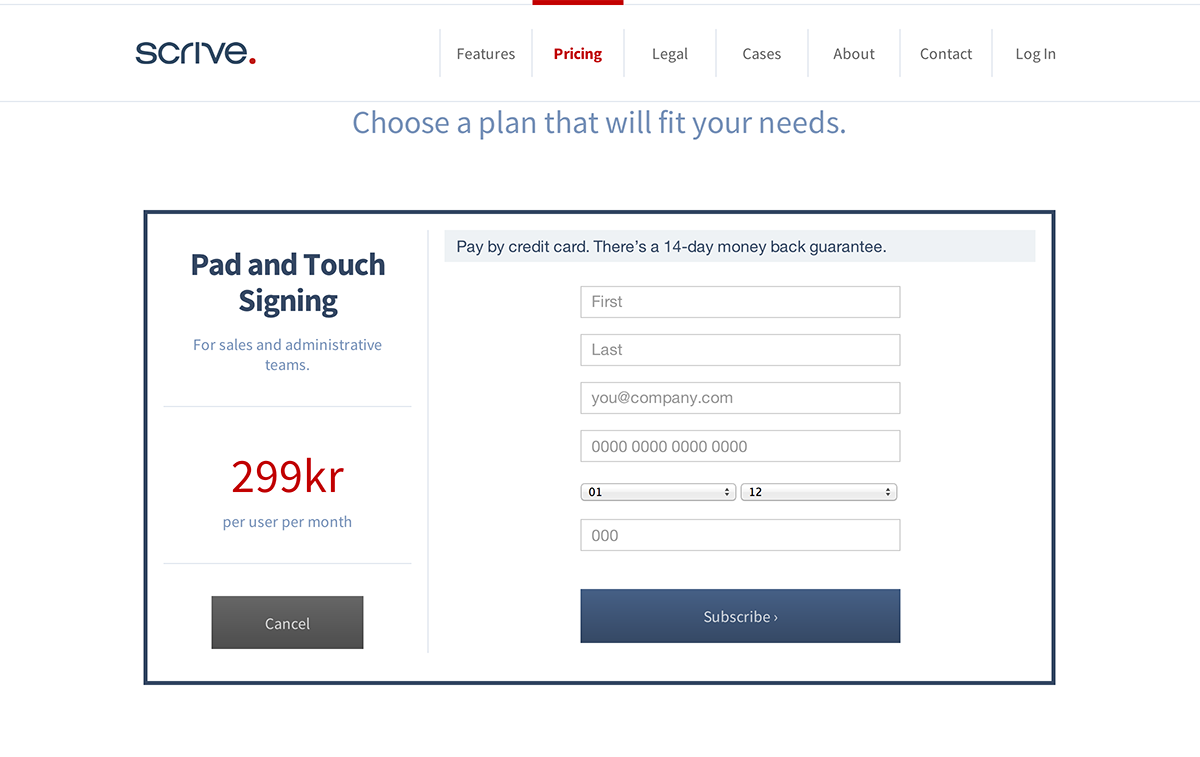 scrive.
Features
Pricing
Legal
Cases
About
Contact
Log In
Choose a plan that will fit your needs.
Pad and Touch
Signing
For sales and administrative
teams.
299kr
per user per month
Cancel
Pay by credit card. There’s a 14-day money back guarantee.
First
Last
you@company.com
0000 0000 0000 0000
01 12
000
Subscribe ›